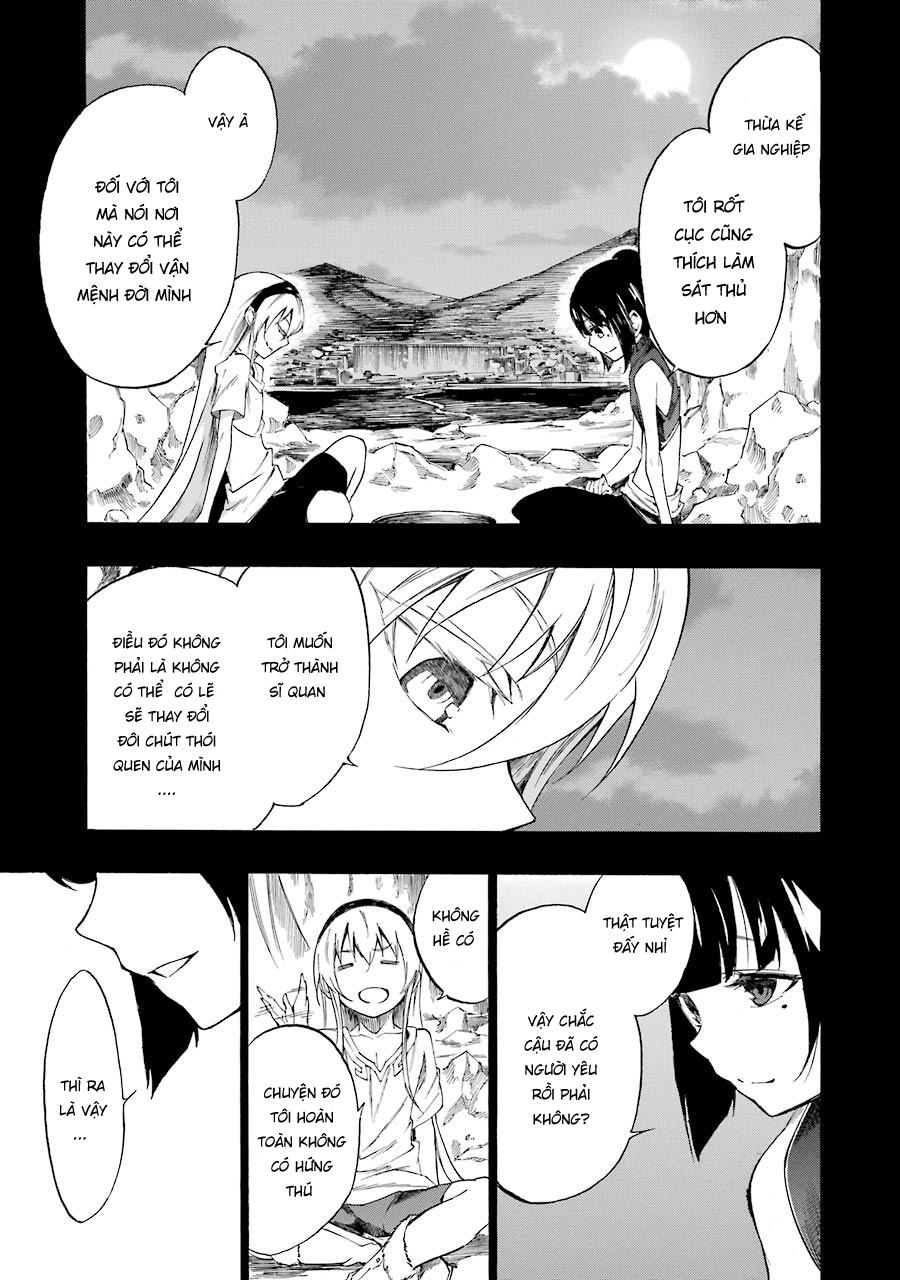 THỪA KẾ
GIA NGHIỆP
TÔI RỐT
CỤC CŨNG
THÍCH LÀM
SÁT THỦ
HƠN
VẬY À
ĐỐI VỚI TÔI
MÀ NÓI NƠI
NÀY CÓ THỂ
THAY ĐỔI VẬN
MỆNH ĐỜI MÌNH
TÔI MUỐN
TRỞ THÀNH
SĨ QUAN
ĐIỀU ĐÓ KHÔNG
PHẢI LÀ KHÔNG
CÓ THỂ CÓ LẼ
SẼ THAY ĐỔI
ĐÔI CHÚT THÓI
QUEN CỦA MÌNH
....
THẬT TUYỆT
ĐẤY NHỈ
VẬY CHẮC
CẬU ĐÃ CÓ
NGƯỜI YÊU
RỒI PHẢI
KHÔNG?
KHÔNG
HỀ CÓ
CHUYỆN ĐÓ
TÔI HOÀN
TOÀN KHÔNG
CÓ HỨNG
THÚ
THÌ RA
LÀ VẬY
...